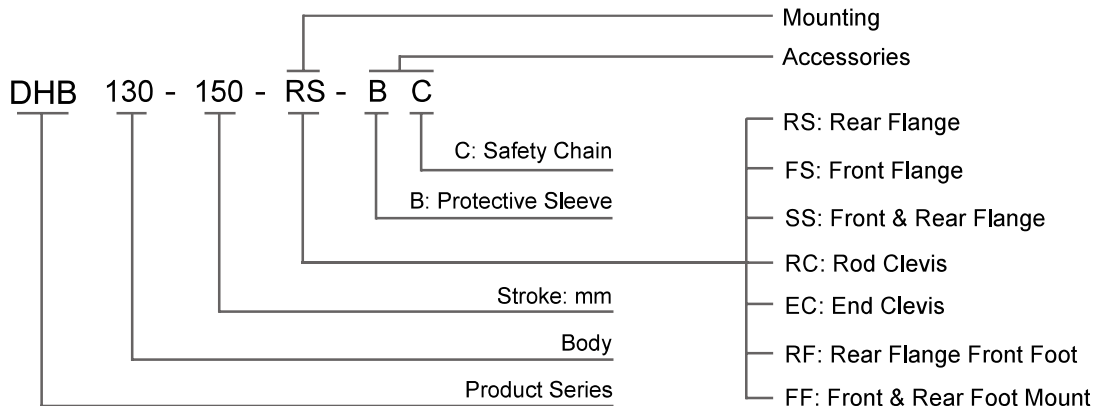 Mounting
Accessories
DHB 130 - 150 - RS - B C
RS: Rear Flange
C: Safety Chain
FS: Front Flange
B: Protective Sleeve
SS: Front & Rear Flange
RC: Rod Clevis
Stroke: mm
EC: End Clevis
Body
RF: Rear Flange Front Foot
Product Series
FF: Front & Rear Foot Mount